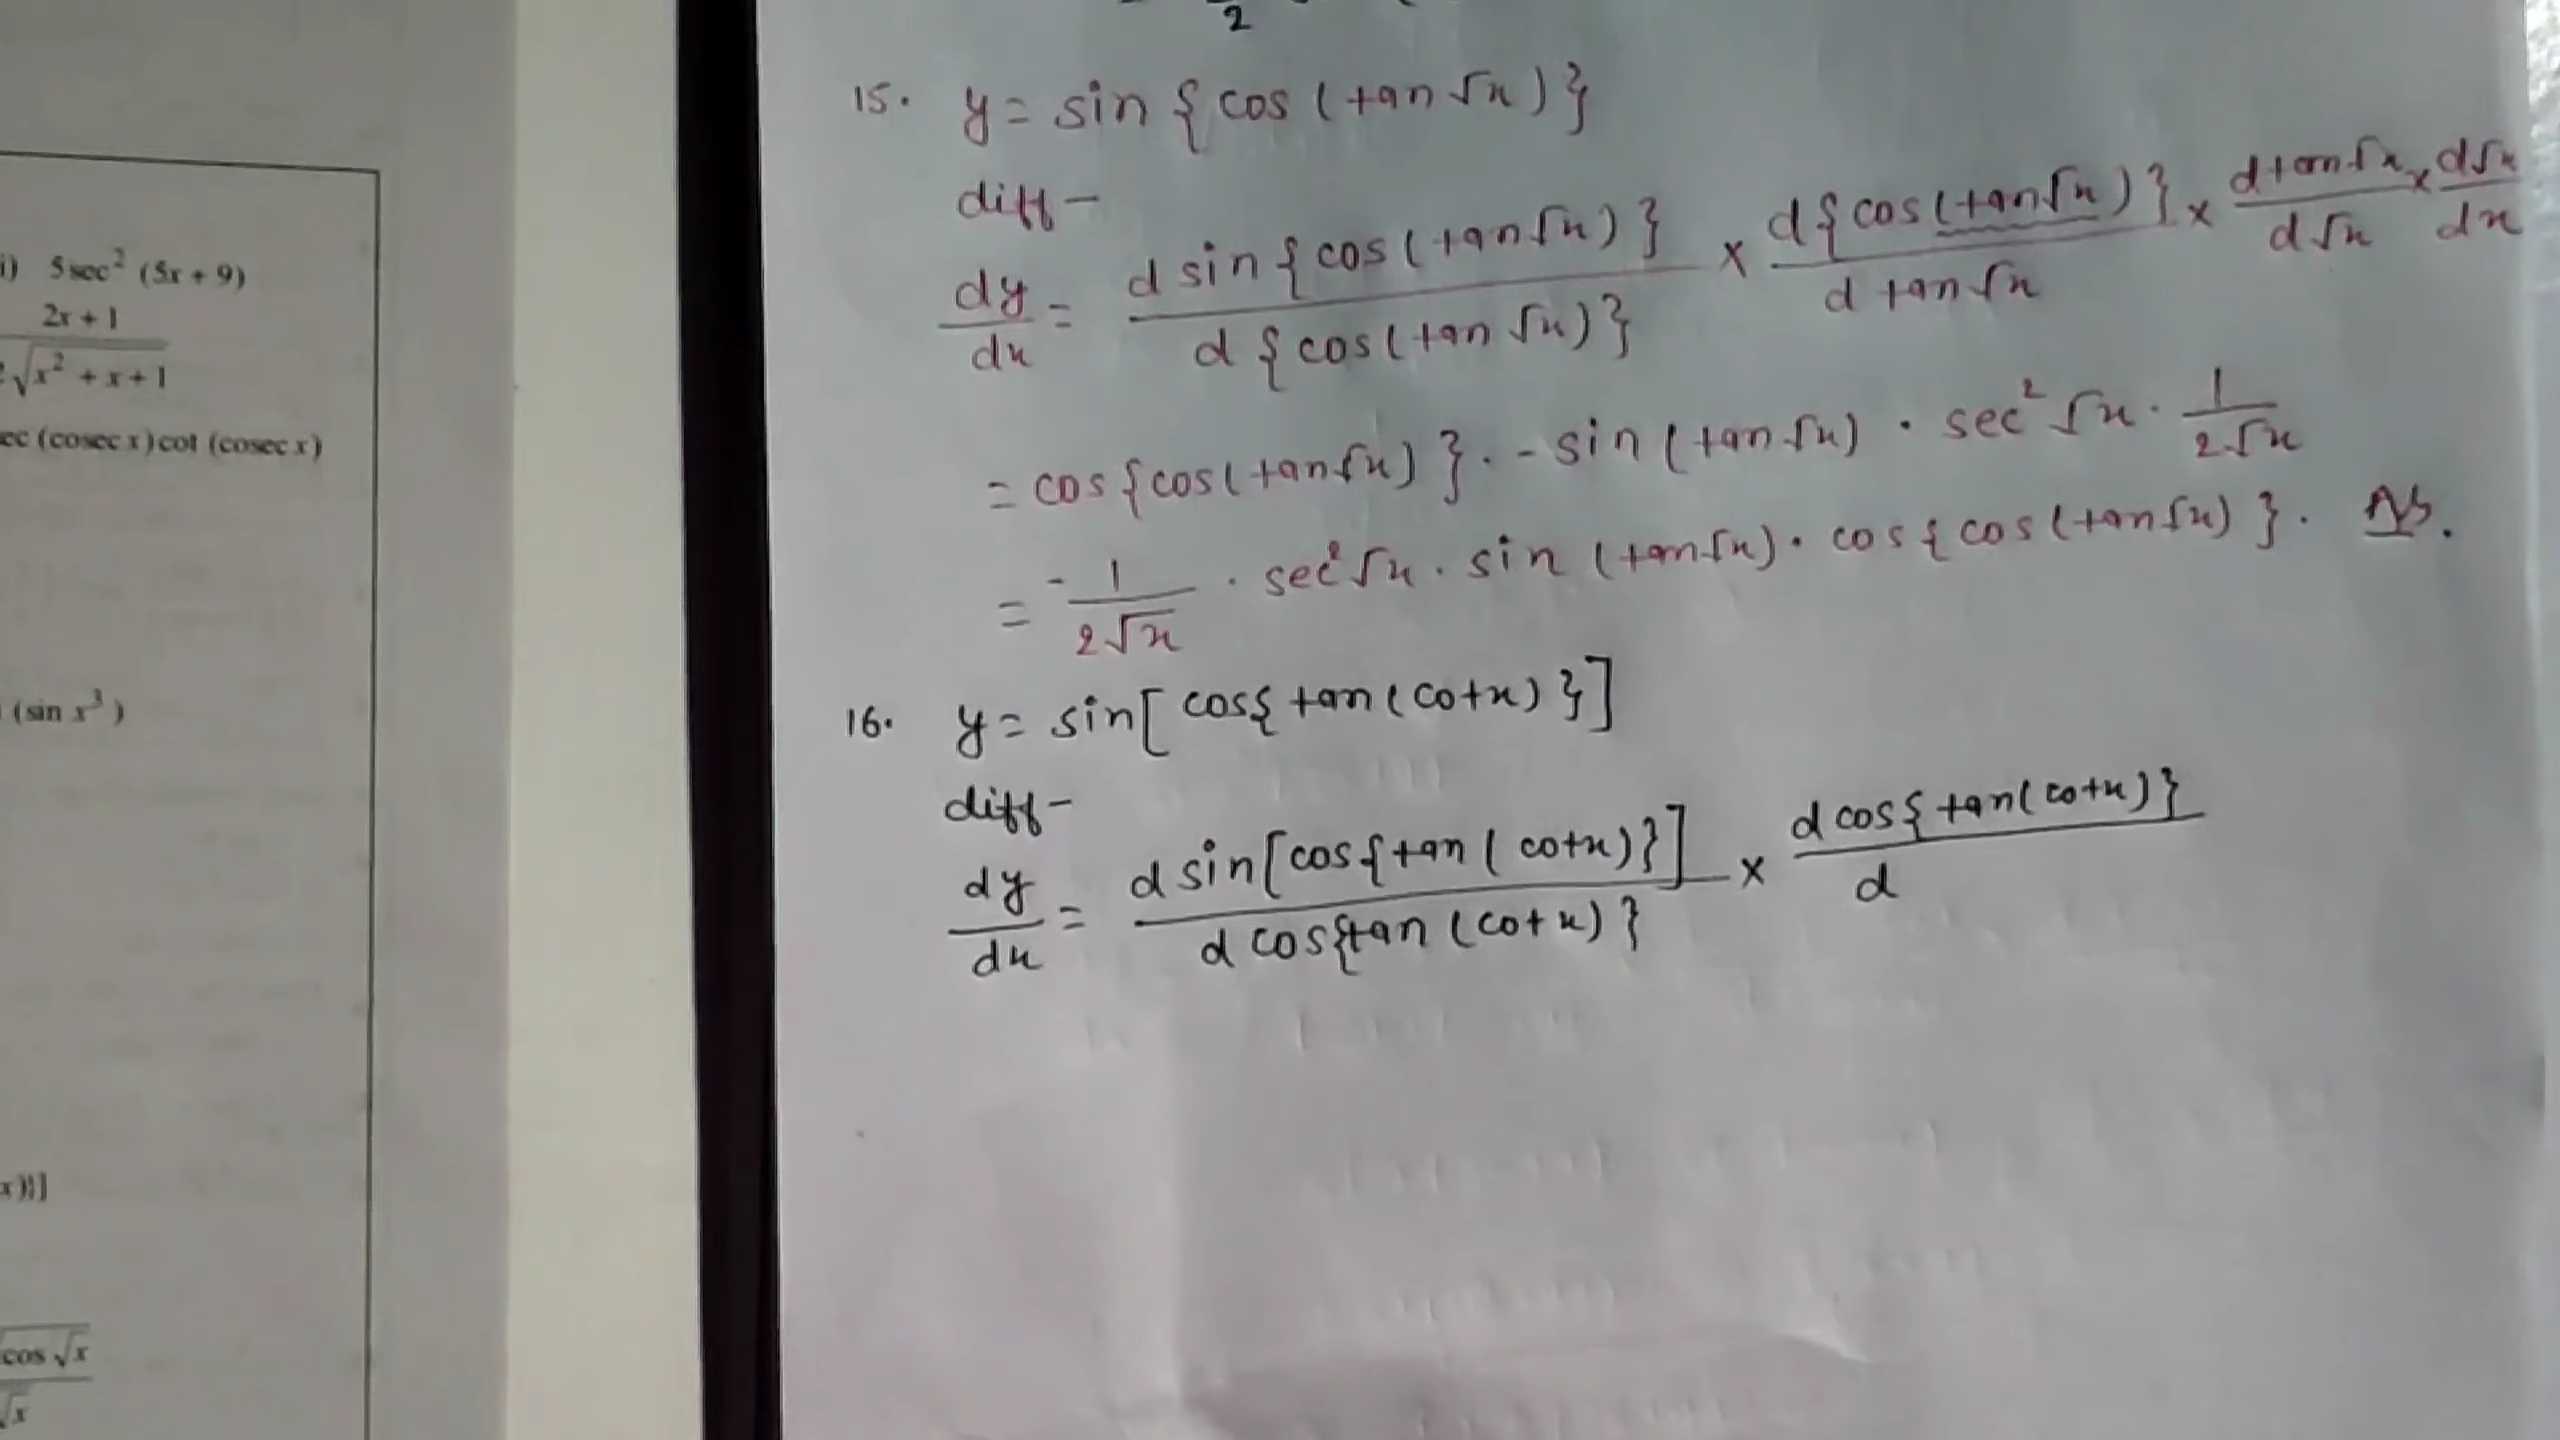 i) 5sec² (5x + 9)
2x + 1
√x² + x + 1
ec (cosec x) cot (cosec x)
(sin x³)
x)}]
cos √x
√x
2
15. y = sin { cos ( tan √x ) }
diff –
dy/dx = d sin { cos ( tan √x ) } / d { cos ( tan √x ) } × d { cos ( tan √x ) } / d tan √x × d tan √x / d √x × d √x / dx
= cos { cos ( tan √x ) } . - sin ( tan √x ) . sec² √x . 1 / 2√x
= - 1 / 2√x . sec² √x . sin ( tan √x ) . cos { cos ( tan √x ) } . Ans.
16. y = sin [ cos { tan ( cot x ) } ]
diff –
dy/dx = d sin [ cos { tan ( cot x ) } ] / d cos { tan ( cot x ) } × d cos { tan ( cot x ) } / d